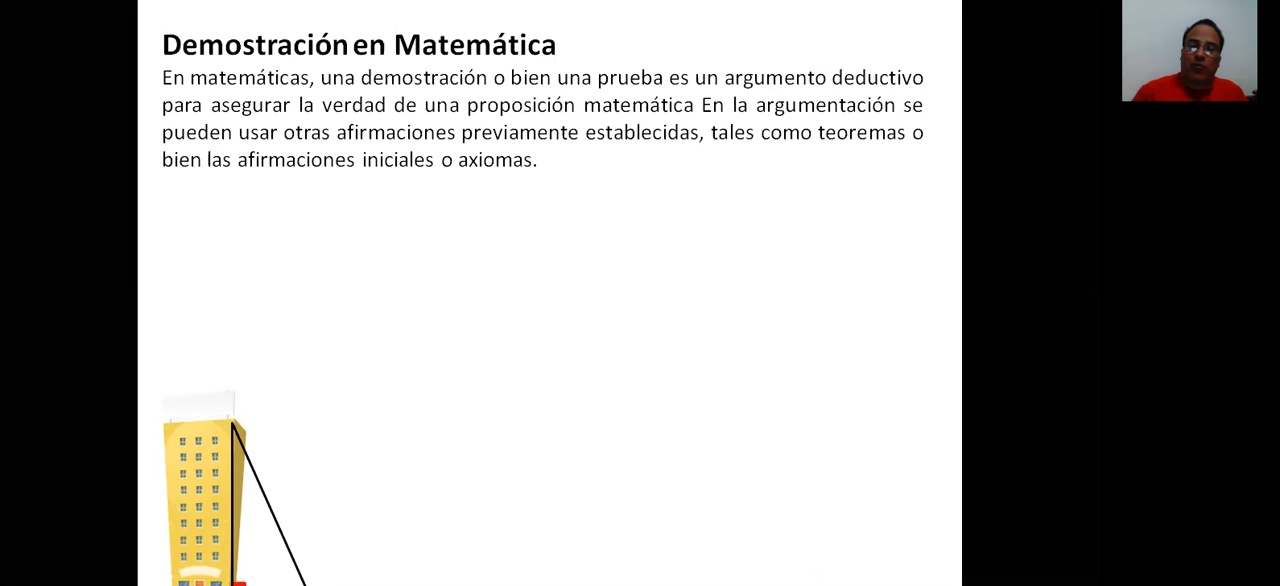 Demostración en Matemática
En matemáticas, una demostración o bien una prueba es un argumento deductivo
para asegurar la verdad de una proposición matemática En la argumentación se
pueden usar otras afirmaciones previamente establecidas, tales como teoremas o
bien las afirmaciones iniciales o axiomas.